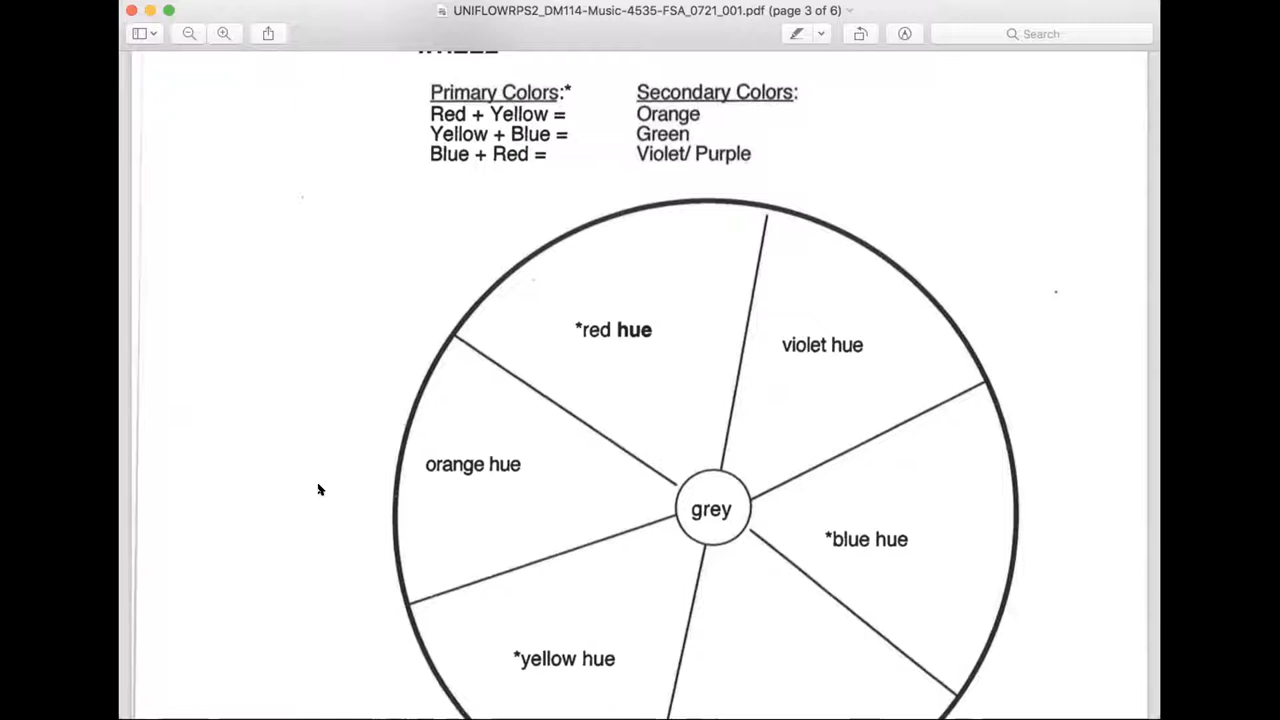 UNIFLOWRPS2_DM114-Music-4535-FSA_0721_001.pdf (page 3 of 6)
Search
Primary Colors:* Secondary Colors:
Red + Yellow = Orange
Yellow + Blue = Green
Blue + Red = Violet/ Purple
*red hue
violet hue
orange hue
grey
*blue hue
*yellow hue